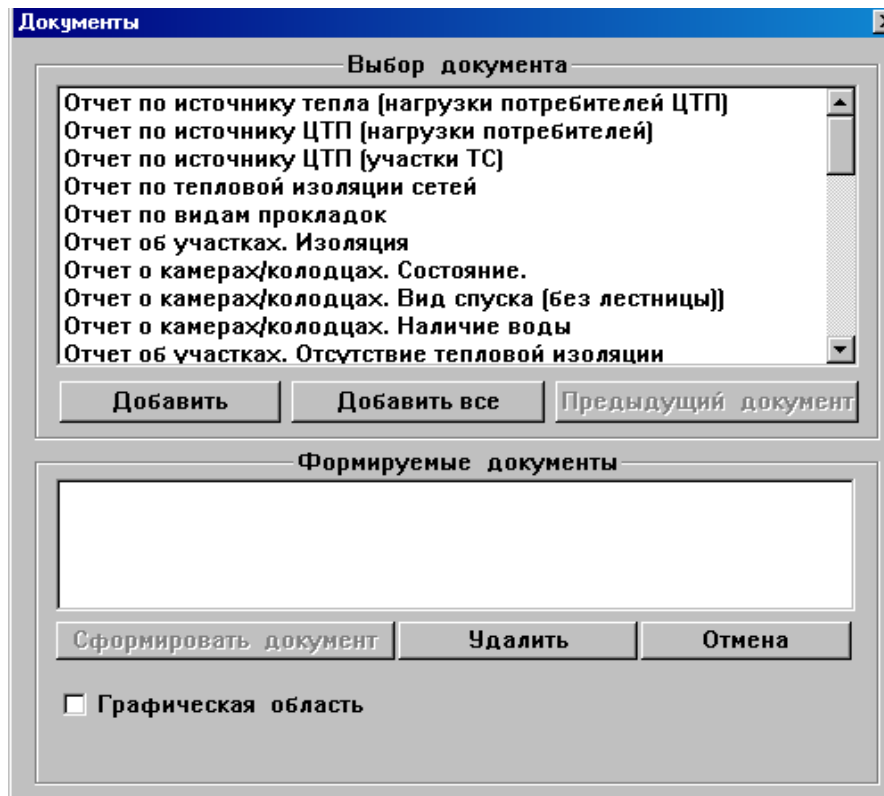 Документы
Выбор документа
Отчет по источнику тепла (нагрузки потребителей ЦТП)
Отчет по источнику ЦТП (нагрузки потребителей)
Отчет по источнику ЦТП (участки ТС)
Отчет по тепловой изоляции сетей
Отчет по видам прокладок
Отчет об участках. Изоляция
Отчет о камерах/колодцах. Состояние.
Отчет о камерах/колодцах. Вид спуска (без лестницы))
Отчет о камерах/колодцах. Наличие воды
Отчет об участках. Отсутствие тепловой изоляции
Добавить Добавить все Предыдущий документ
Формируемые документы
Сформировать документ Удалить Отмена
Графическая область